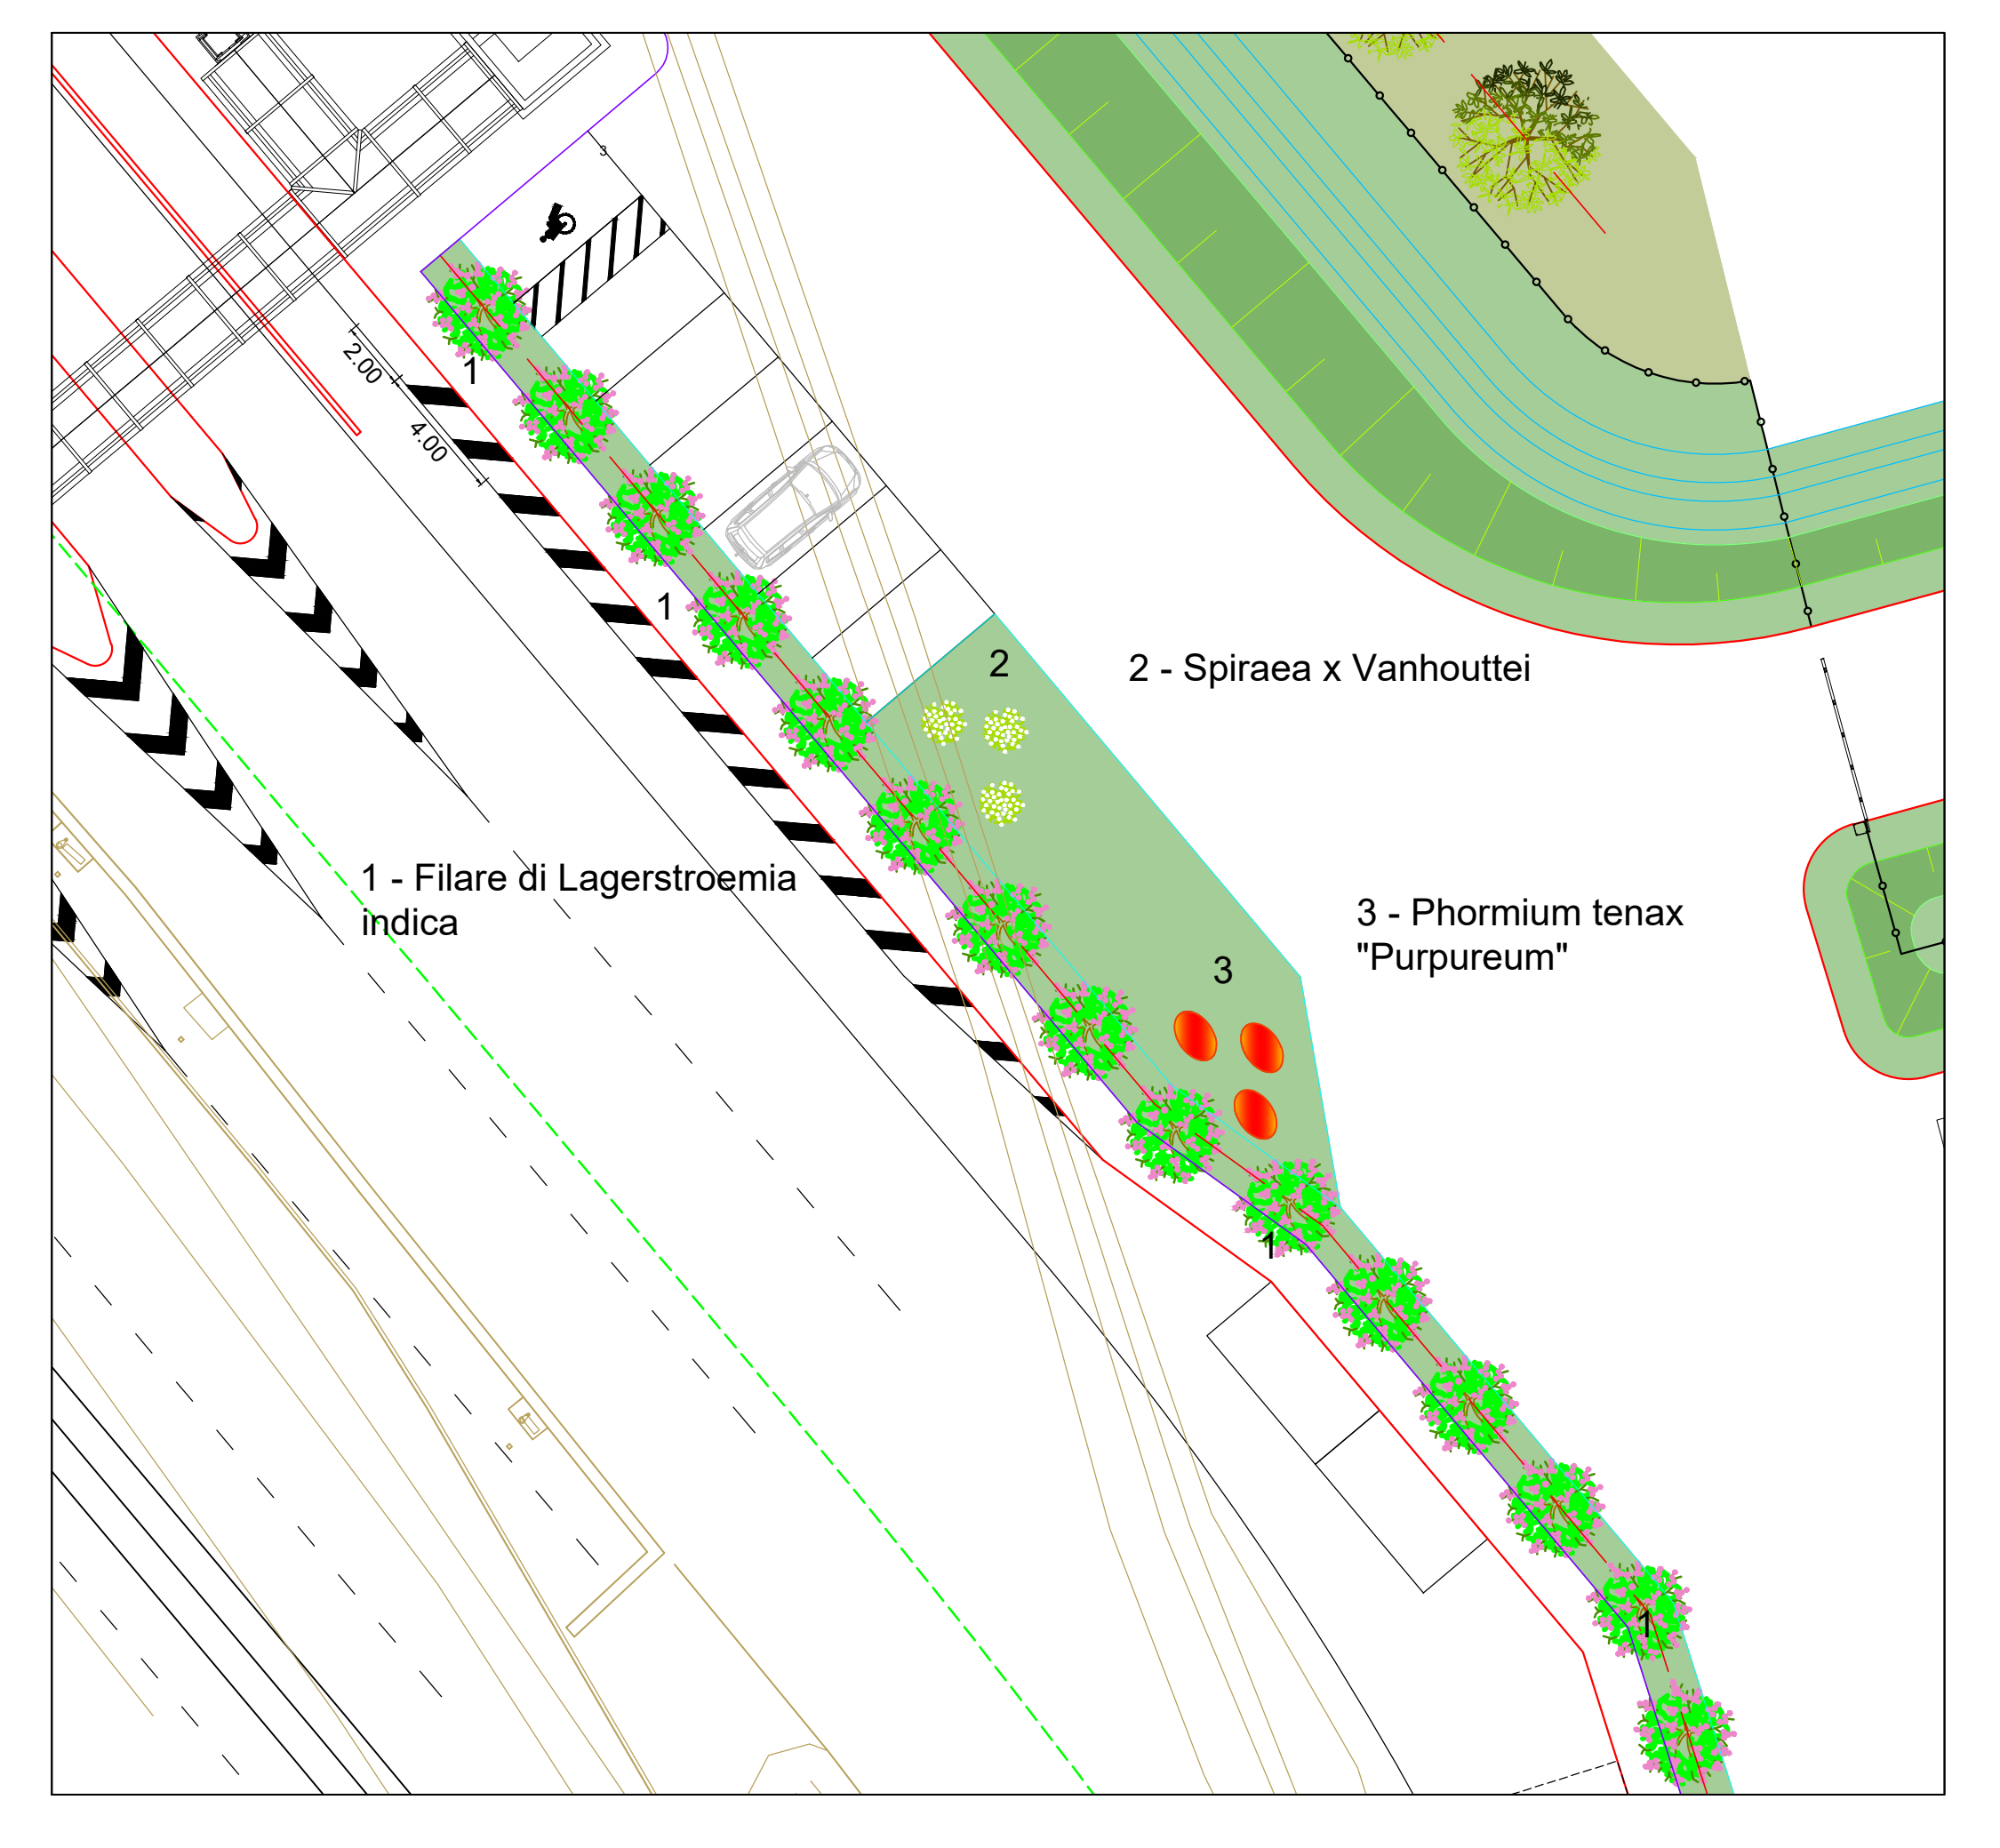 3
2.00
1
4.00
1
2
2 - Spiraea x Vanhouttei
1 - Filare di Lagerstroemia
indica
3 - Phormium tenax
"Purpureum"
3
1
1